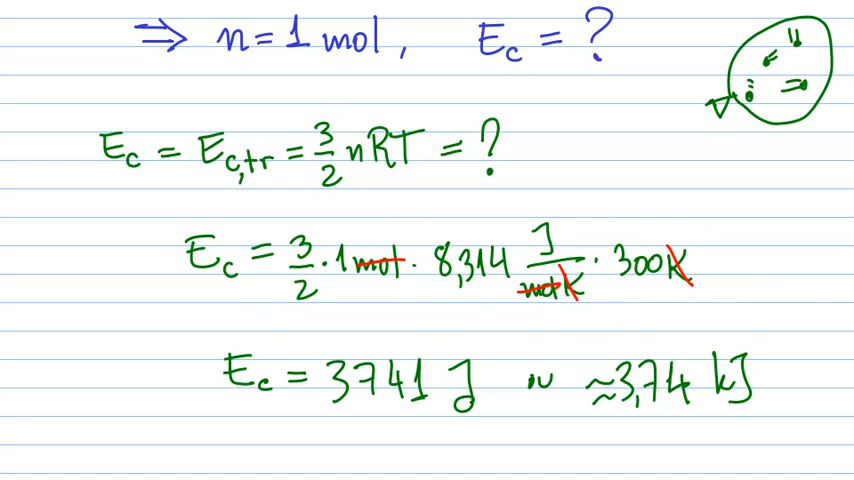 ⇒ n = 1 mol, E_c = ?
E_c = E_c,tr = 3/2 nRT = ?
E_c = 3/2 · 1 mol · 8,314 J/mol K · 300 K
E_c = 3741 J ~ ≈ 3,74 kJ